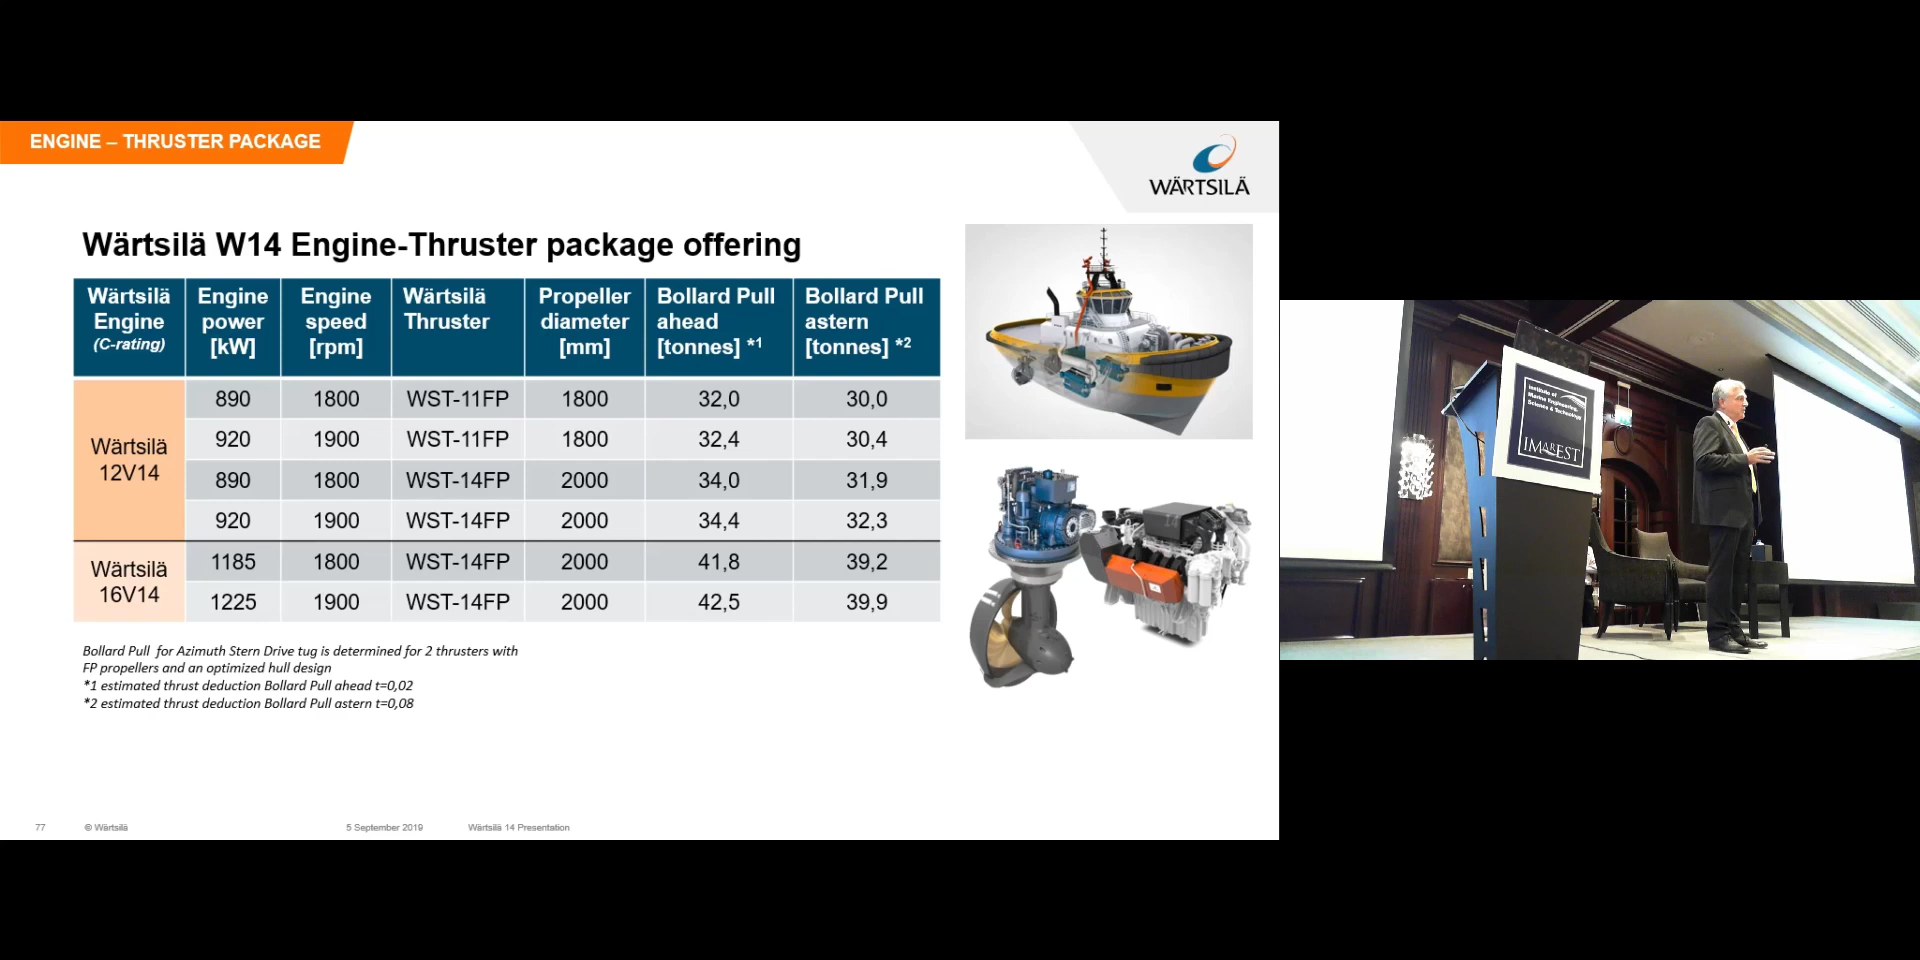 ENGINE – THRUSTER PACKAGE
WÄRTSILÄ
Wärtsilä W14 Engine-Thruster package offering
Wärtsilä Engine (C-rating) Engine power [kW] Engine speed [rpm] Wärtsilä Thruster Propeller diameter [mm] Bollard Pull ahead [tonnes] *1 Bollard Pull astern [tonnes] *2
Wärtsilä 12V14
890 1800 WST-11FP 1800 32,0 30,0
920 1900 WST-11FP 1800 32,4 30,4
890 1800 WST-14FP 2000 34,0 31,9
920 1900 WST-14FP 2000 34,4 32,3
Wärtsilä 16V14
1185 1800 WST-14FP 2000 41,8 39,2
1225 1900 WST-14FP 2000 42,5 39,9
Bollard Pull for Azimuth Stern Drive tug is determined for 2 thrusters with
FP propellers and an optimized hull design
*1 estimated thrust deduction Bollard Pull ahead t=0,02
*2 estimated thrust deduction Bollard Pull astern t=0,08
77 © Wärtsilä 5 September 2019 Wärtsilä 14 Presentation
Institute of
Marine Engineering,
Science & Technology
IMarEST